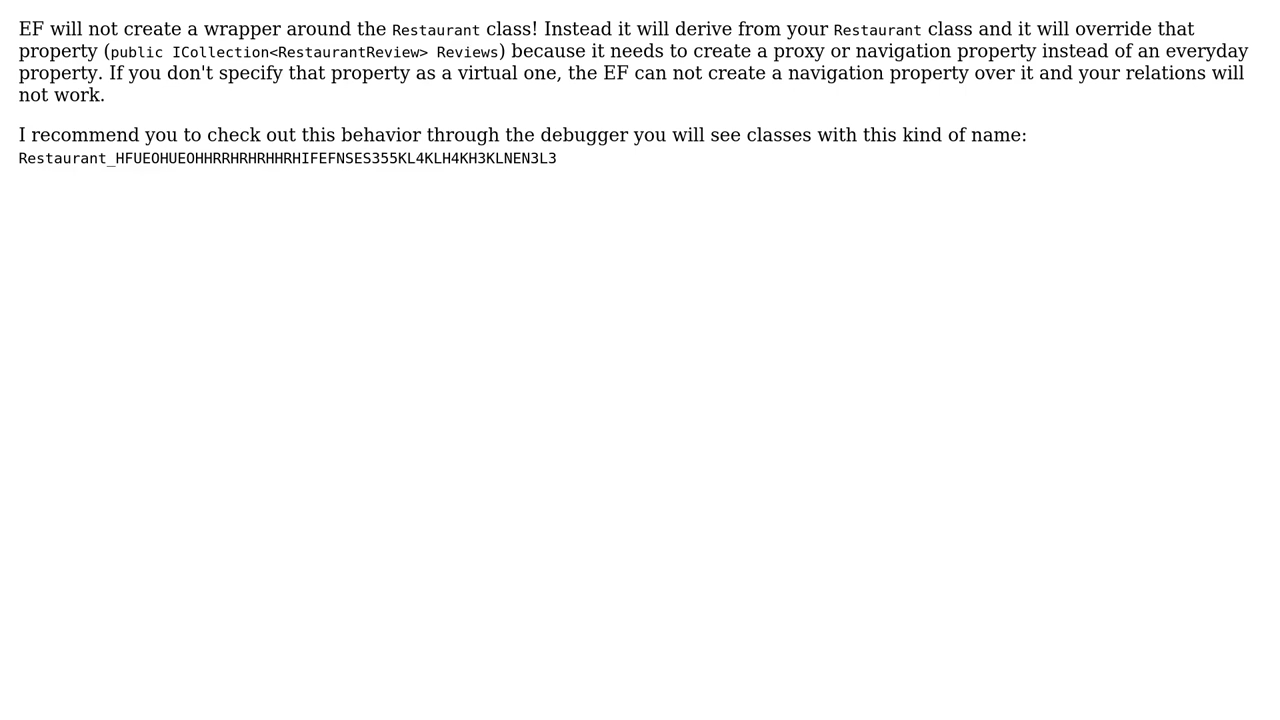 EF will not create a wrapper around the Restaurant class! Instead it will derive from your Restaurant class and it will override that
property (public ICollection<RestaurantReview> Reviews) because it needs to create a proxy or navigation property instead of an everyday
property. If you don't specify that property as a virtual one, the EF can not create a navigation property over it and your relations will
not work.
I recommend you to check out this behavior through the debugger you will see classes with this kind of name:
Restaurant_HFUEOHUEOHHRRHRHRHHRHIFEFNSES355KL4KLH4KH3KLNEN3L3